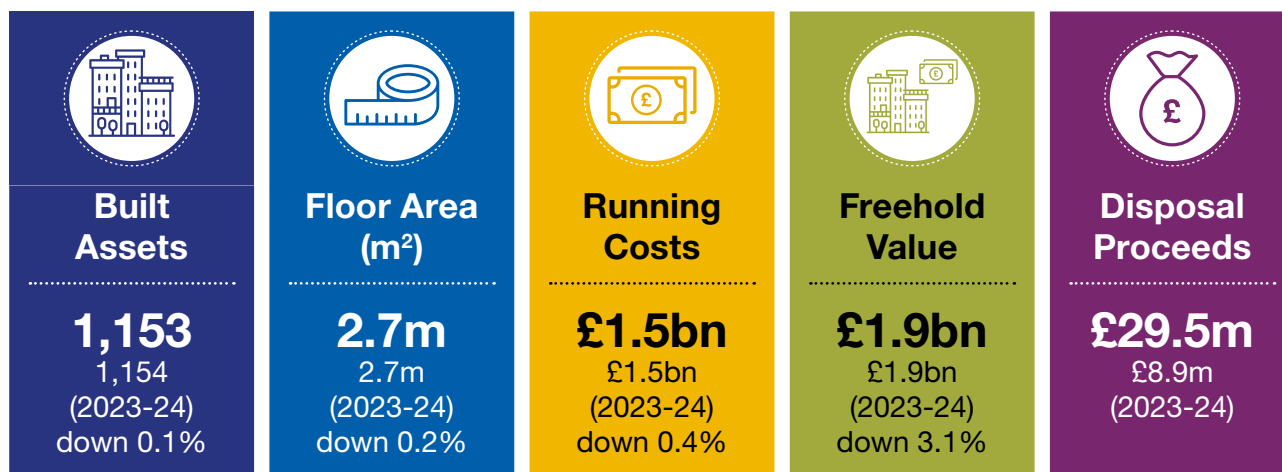 Built
Assets
1,153
1,154
(2023-24)
down 0.1%
Floor Area
(m²)
2.7m
2.7m
(2023-24)
down 0.2%
£
Running
Costs
£1.5bn
£1.5bn
(2023-24)
down 0.4%
£
Freehold
Value
£1.9bn
£1.9bn
(2023-24)
down 3.1%
£
Disposal
Proceeds
£29.5m
£8.9m
(2023-24)